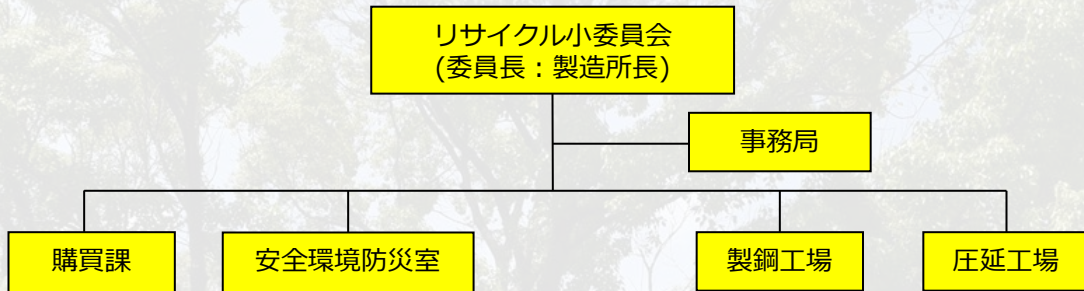 リサイクル小委員会
(委員長：製造所長)
事務局
購買課
安全環境防災室
製鋼工場
圧延工場